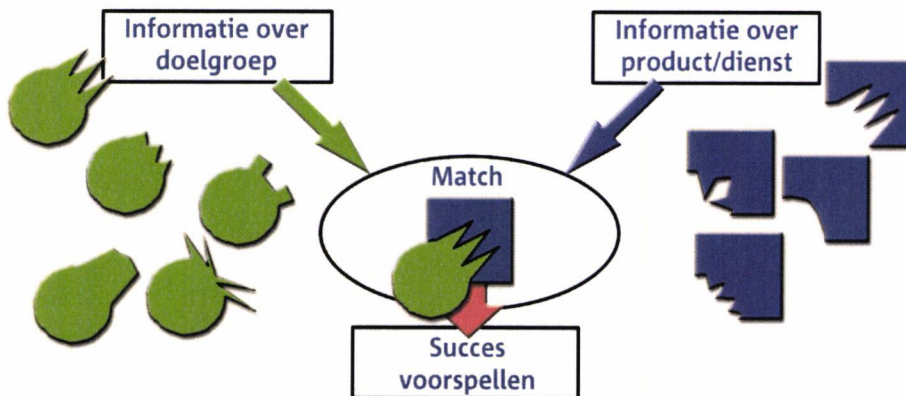 Informatie over
doelgroep
Informatie over
product/dienst
Match
Succes
voorspellen